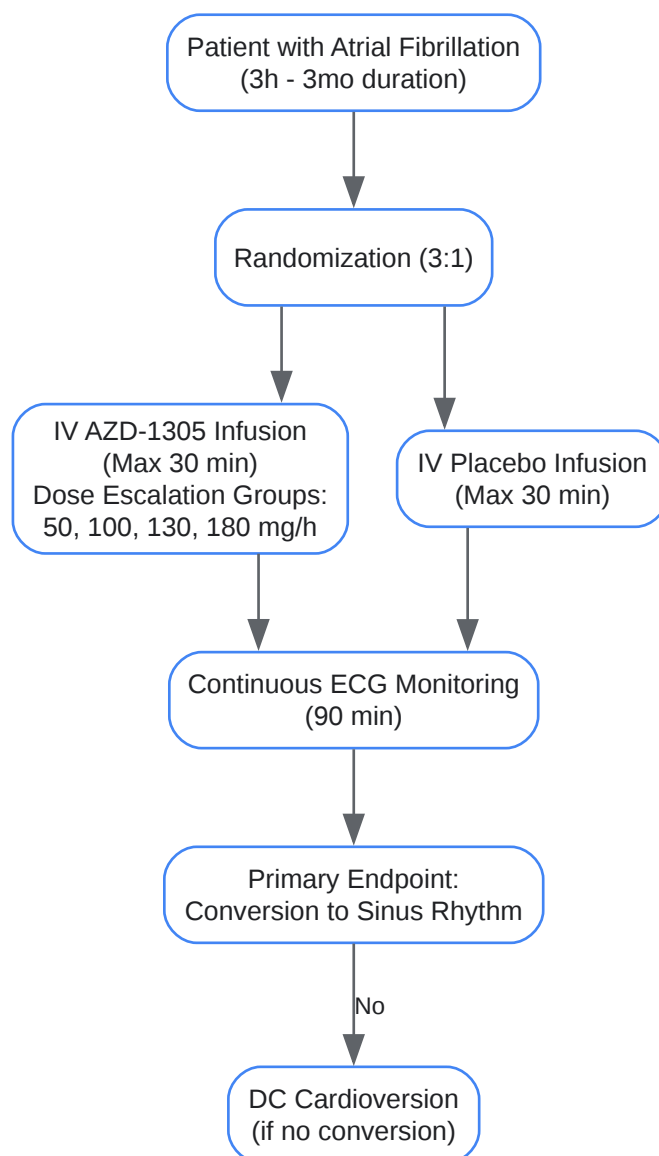 Patient with Atrial Fibrillation
(3h - 3mo duration)
Randomization (3:1)
IV AZD-1305 Infusion
(Max 30 min)
Dose Escalation Groups:
50, 100, 130, 180 mg/h
IV Placebo Infusion
(Max 30 min)
Continuous ECG Monitoring
(90 min)
Primary Endpoint:
Conversion to Sinus Rhythm
No
DC Cardioversion
(if no conversion)